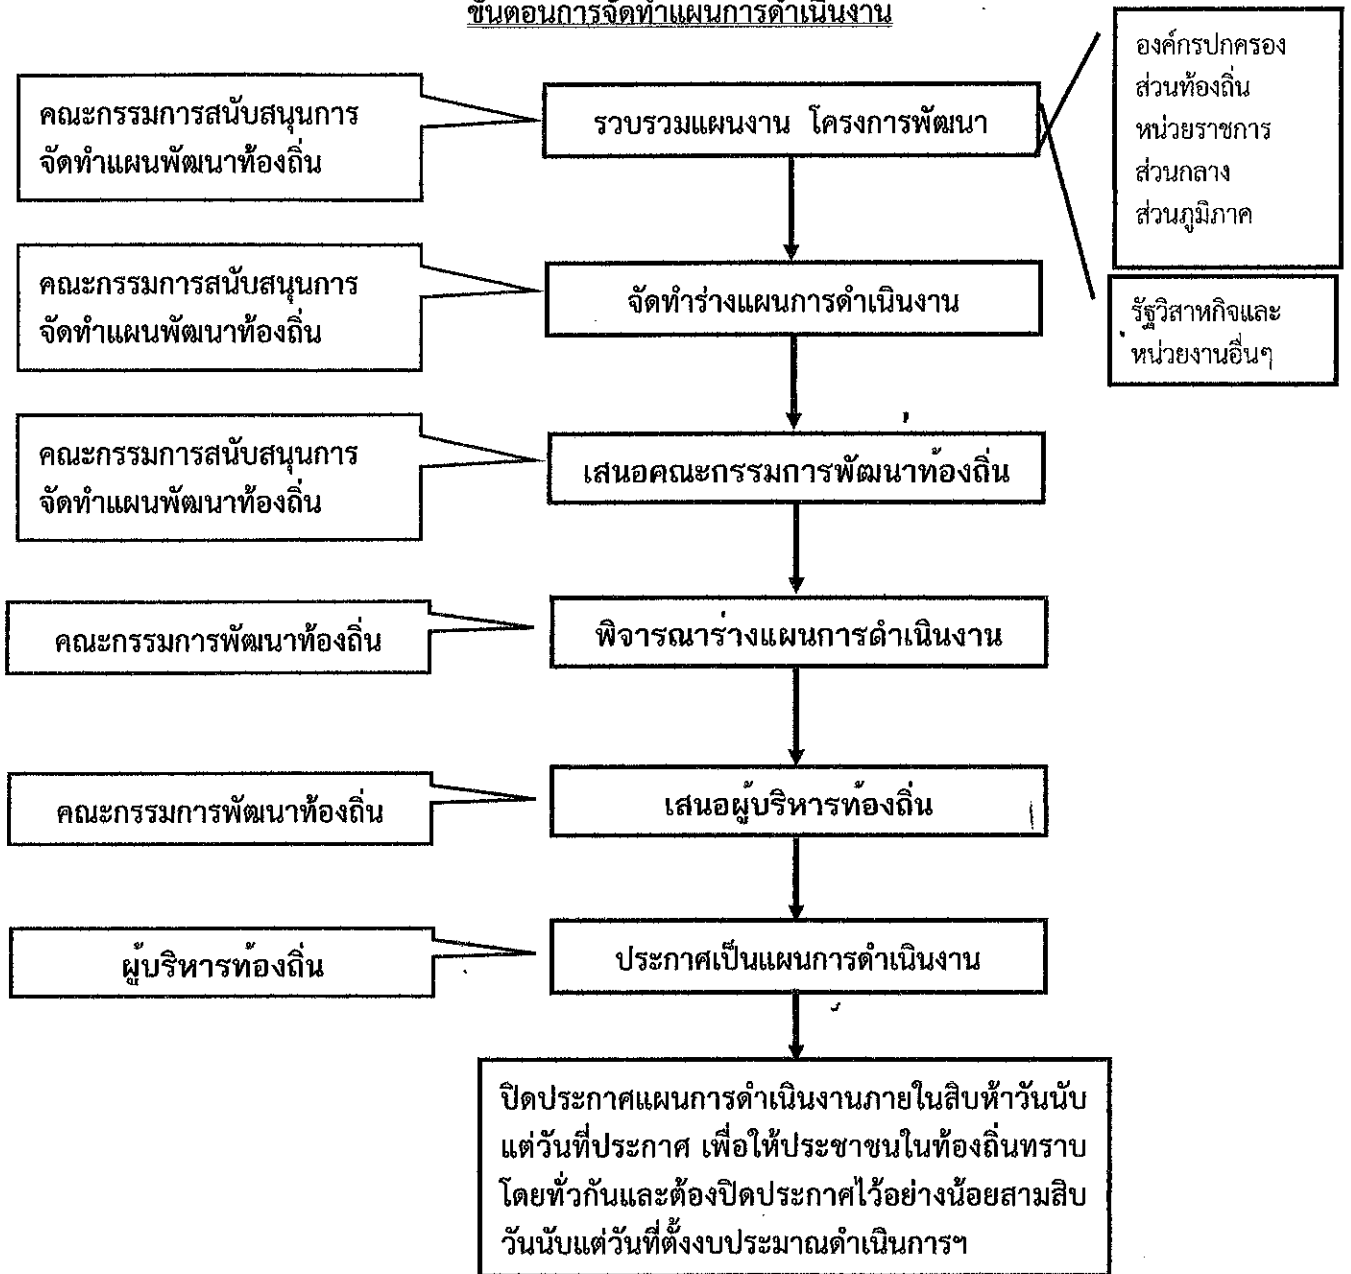 ขั้นตอนการจัดทำแผนการดำเนินงาน
องค์กรปกครอง
ส่วนท้องถิ่น
หน่วยราชการ
ส่วนกลาง
ส่วนภูมิภาค
คณะกรรมการสนับสนุนการ
จัดทำแผนพัฒนาท้องถิ่น
รวบรวมแผนงาน โครงการพัฒนา
คณะกรรมการสนับสนุนการ
จัดทำแผนพัฒนาท้องถิ่น
จัดทำร่างแผนการดำเนินงาน
รัฐวิสาหกิจและ
หน่วยงานอื่นๆ
คณะกรรมการสนับสนุนการ
จัดทำแผนพัฒนาท้องถิ่น
เสนอคณะกรรมการพัฒนาท้องถิ่น
คณะกรรมการพัฒนาท้องถิ่น
พิจารณาร่างแผนการดำเนินงาน
คณะกรรมการพัฒนาท้องถิ่น
เสนอผู้บริหารท้องถิ่น
ผู้บริหารท้องถิ่น
ประกาศเป็นแผนการดำเนินงาน
ปิดประกาศแผนการดำเนินงานภายในสิบห้าวันนับ
แต่วันที่ประกาศ เพื่อให้ประชาชนในท้องถิ่นทราบ
โดยทั่วกันและต้องปิดประกาศไว้อย่างน้อยสามสิบ
วันนับแต่วันที่ตั้งงบประมาณดำเนินการฯ